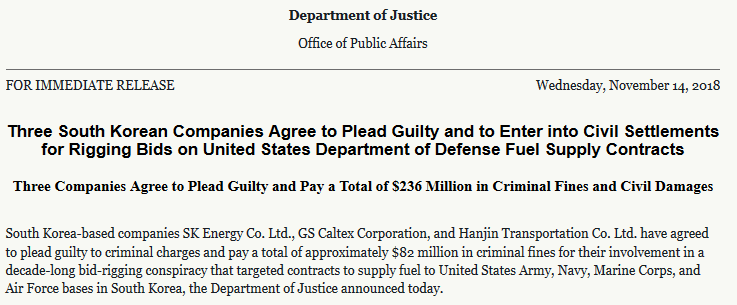 Department of Justice
Office of Public Affairs
FOR IMMEDIATE RELEASE
Wednesday, November 14, 2018
Three South Korean Companies Agree to Plead Guilty and to Enter into Civil Settlements
for Rigging Bids on United States Department of Defense Fuel Supply Contracts
Three Companies Agree to Plead Guilty and Pay a Total of $236 Million in Criminal Fines and Civil Damages
South Korea-based companies SK Energy Co. Ltd., GS Caltex Corporation, and Hanjin Transportation Co. Ltd. have agreed
to plead guilty to criminal charges and pay a total of approximately $82 million in criminal fines for their involvement in a
decade-long bid-rigging conspiracy that targeted contracts to supply fuel to United States Army, Navy, Marine Corps, and
Air Force bases in South Korea, the Department of Justice announced today.